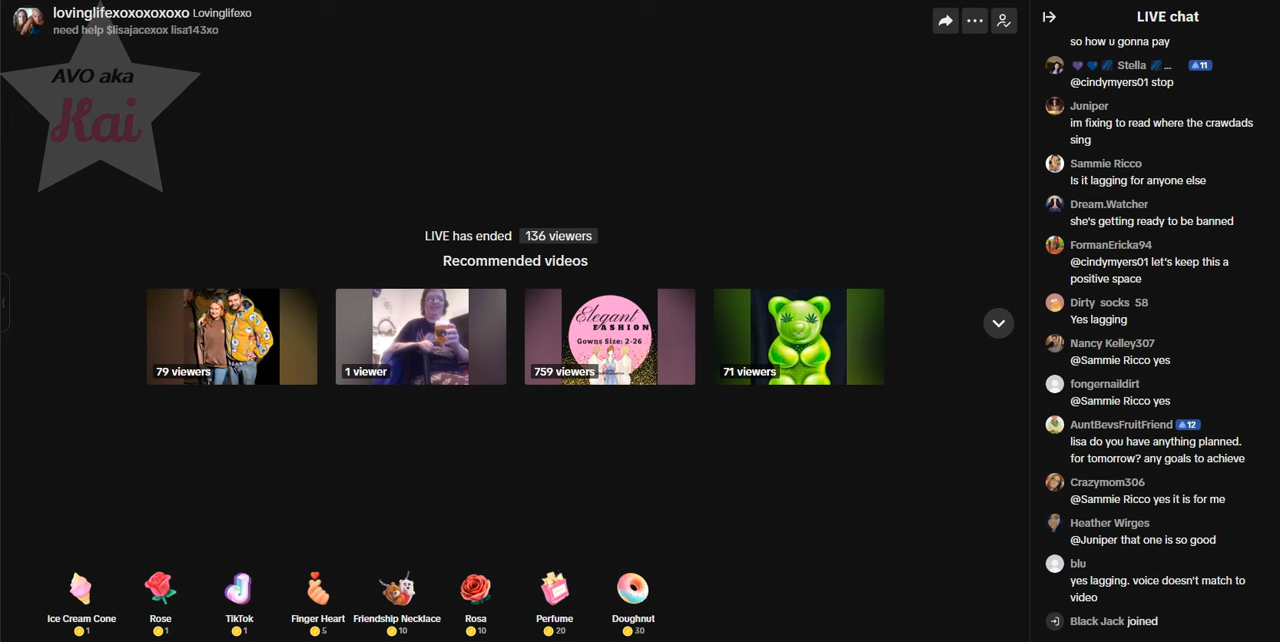 lovinglifexoxoxoxoxo Lovinglifexo
need help $lisajacexox lisa143xo
AVO aka
Kai
LIVE has ended 136 viewers
Recommended videos
79 viewers
1 viewer
Elegant
FASHION
Gowns Size: 2-26
759 viewers
71 viewers
Ice Cream Cone
1
Rose
1
TikTok
1
Finger Heart
5
Friendship Necklace
10
Rosa
10
Perfume
20
Doughnut
30
LIVE chat
so how u gonna pay
Stella ... 11
@cindymyers01 stop
Juniper
im fixing to read where the crawdads
sing
Sammie Ricco
Is it lagging for anyone else
Dream.Watcher
she's getting ready to be banned
FormanEricka94
@cindymyers01 let's keep this a
positive space
Dirty socks 58
Yes lagging
Nancy Kelley307
@Sammie Ricco yes
fongernaildirt
@Sammie Ricco yes
AuntBevsFruitFriend 12
lisa do you have anything planned.
for tomorrow? any goals to achieve
Crazymom306
@Sammie Ricco yes it is for me
Heather Wirges
@Juniper that one is so good
blu
yes lagging. voice doesn't match to
video
Black Jack joined